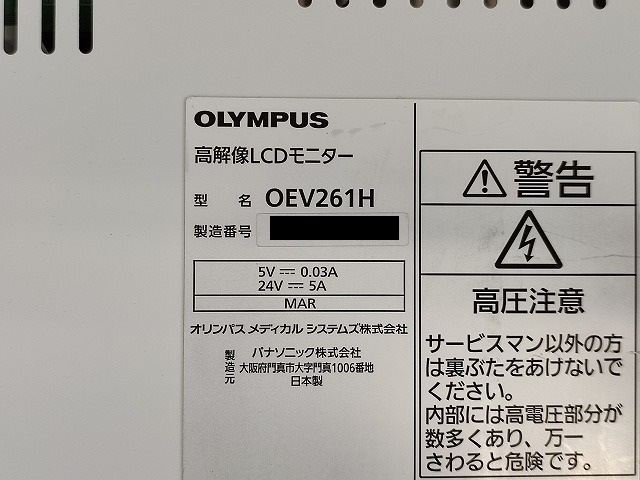 OLYMPUS
高解像LCDモニター
型 名 OEV261H
製造番号
5V ⎓ 0.03A
24V ⎓ 5A
MAR
オリンパス メディカル システムズ株式会社
製造元
パナソニック株式会社
大阪府門真市大字門真1006番地
日本製
警告
高圧注意
サービスマン以外の方
は裏ぶたをあけないで
ください。
内部には高電圧部分が
数多くあり、万一
さわると危険です。